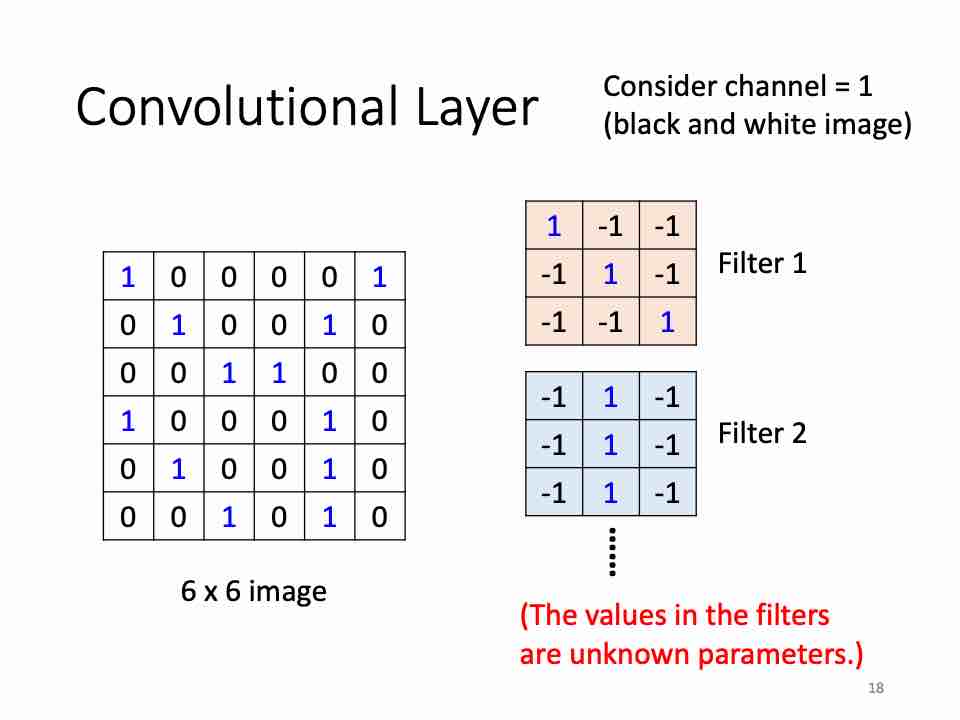 Convolutional Layer
Consider channel = 1
(black and white image)
1 0 0 0 0 1
0 1 0 0 1 0
0 0 1 1 0 0
1 0 0 0 1 0
0 1 0 0 1 0
0 0 1 0 1 0
6 x 6 image
1 -1 -1
-1 1 -1
-1 -1 1
Filter 1
-1 1 -1
-1 1 -1
-1 1 -1
Filter 2
(The values in the filters
are unknown parameters.)
18